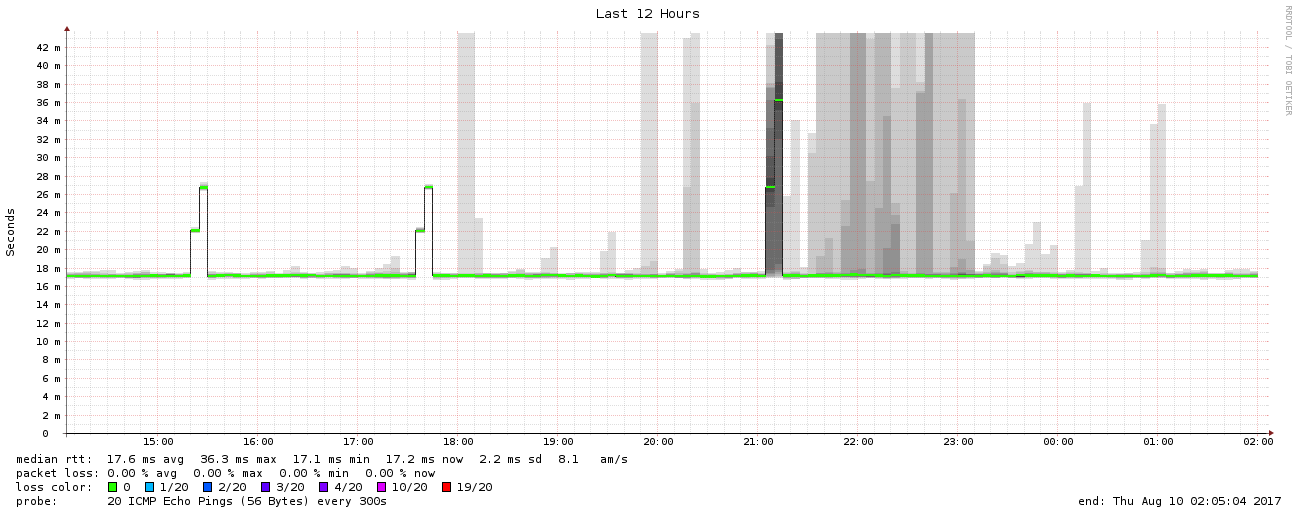 Last 12 Hours
RRDTOOL / TOBI OETIKER
Seconds
42 m
40 m
38 m
36 m
34 m
32 m
30 m
28 m
26 m
24 m
22 m
20 m
18 m
16 m
14 m
12 m
10 m
8 m
6 m
4 m
2 m
0
15:00 16:00 17:00 18:00 19:00 20:00 21:00 22:00 23:00 00:00 01:00 02:00
median rtt: 17.6 ms avg 36.3 ms max 17.1 ms min 17.2 ms now 2.2 ms sd 8.1 am/s
packet loss: 0.00 % avg 0.00 % max 0.00 % min 0.00 % now
loss color: 0 1/20 2/20 3/20 4/20 10/20 19/20
probe: 20 ICMP Echo Pings (56 Bytes) every 300s end: Thu Aug 10 02:05:04 2017